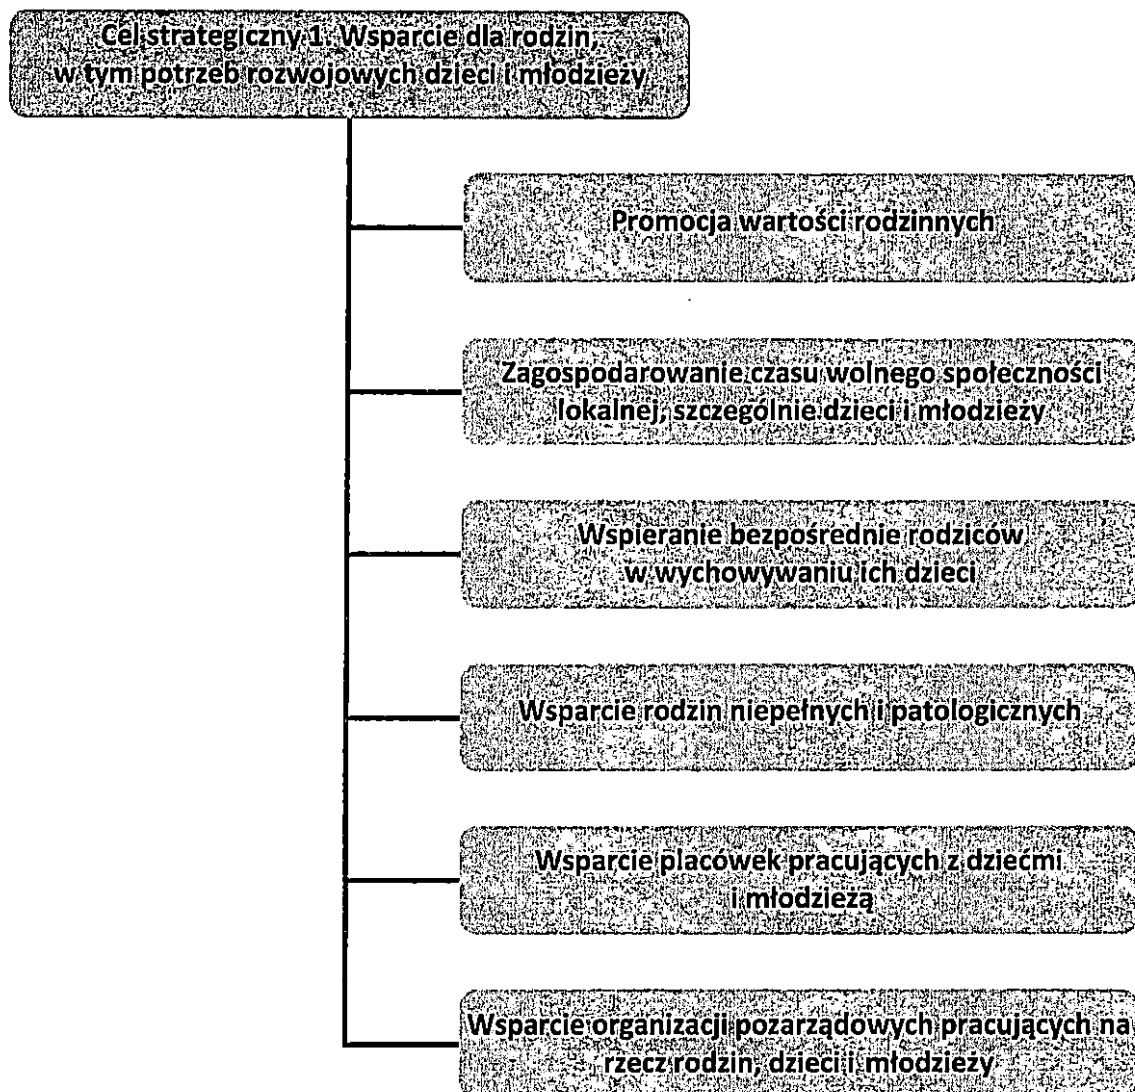 Cel strategiczny 1. Wsparcie dla rodzin,
w tym potrzeb rozwojowych dzieci i młodzieży
Promocja wartości rodzinnych
Zagospodarowanie czasu wolnego społeczności
lokalnej, szczególnie dzieci i młodzieży
Wspieranie bezpośrednie rodziców
w wychowywaniu ich dzieci
Wsparcie rodzin niepełnych i patologicznych
Wsparcie placówek pracujących z dziećmi
i młodzieżą
Wsparcie organizacji pozarządowych pracujących na
rzecz rodzin, dzieci i młodzieży